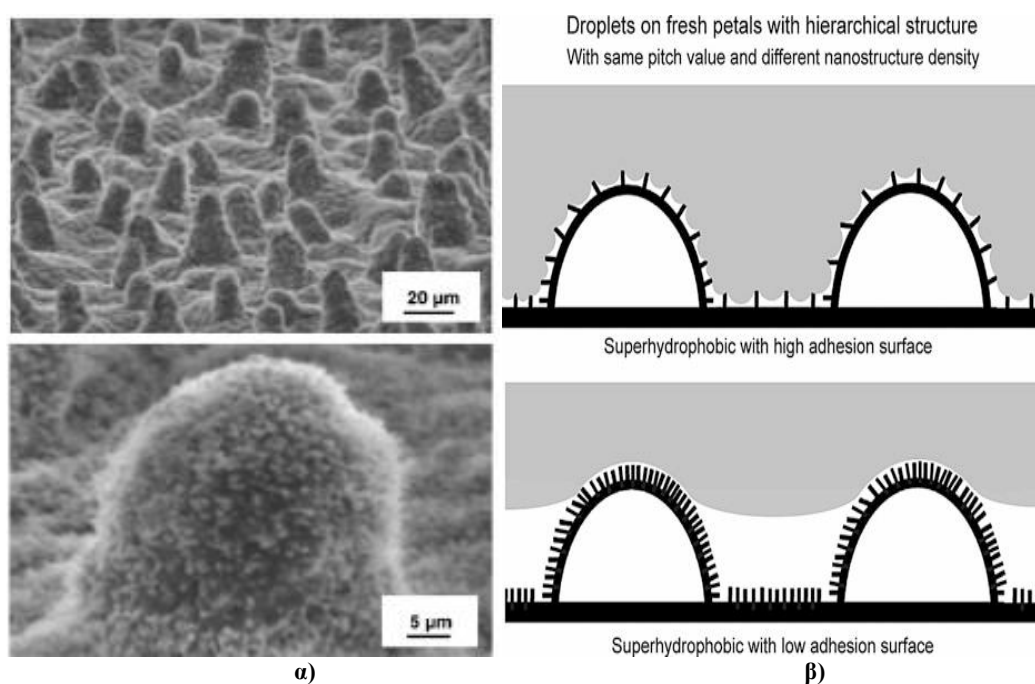 20 μm
5 μm
α)
Droplets on fresh petals with hierarchical structure
With same pitch value and different nanostructure density
Superhydrophobic with high adhesion surface
Superhydrophobic with low adhesion surface
β)